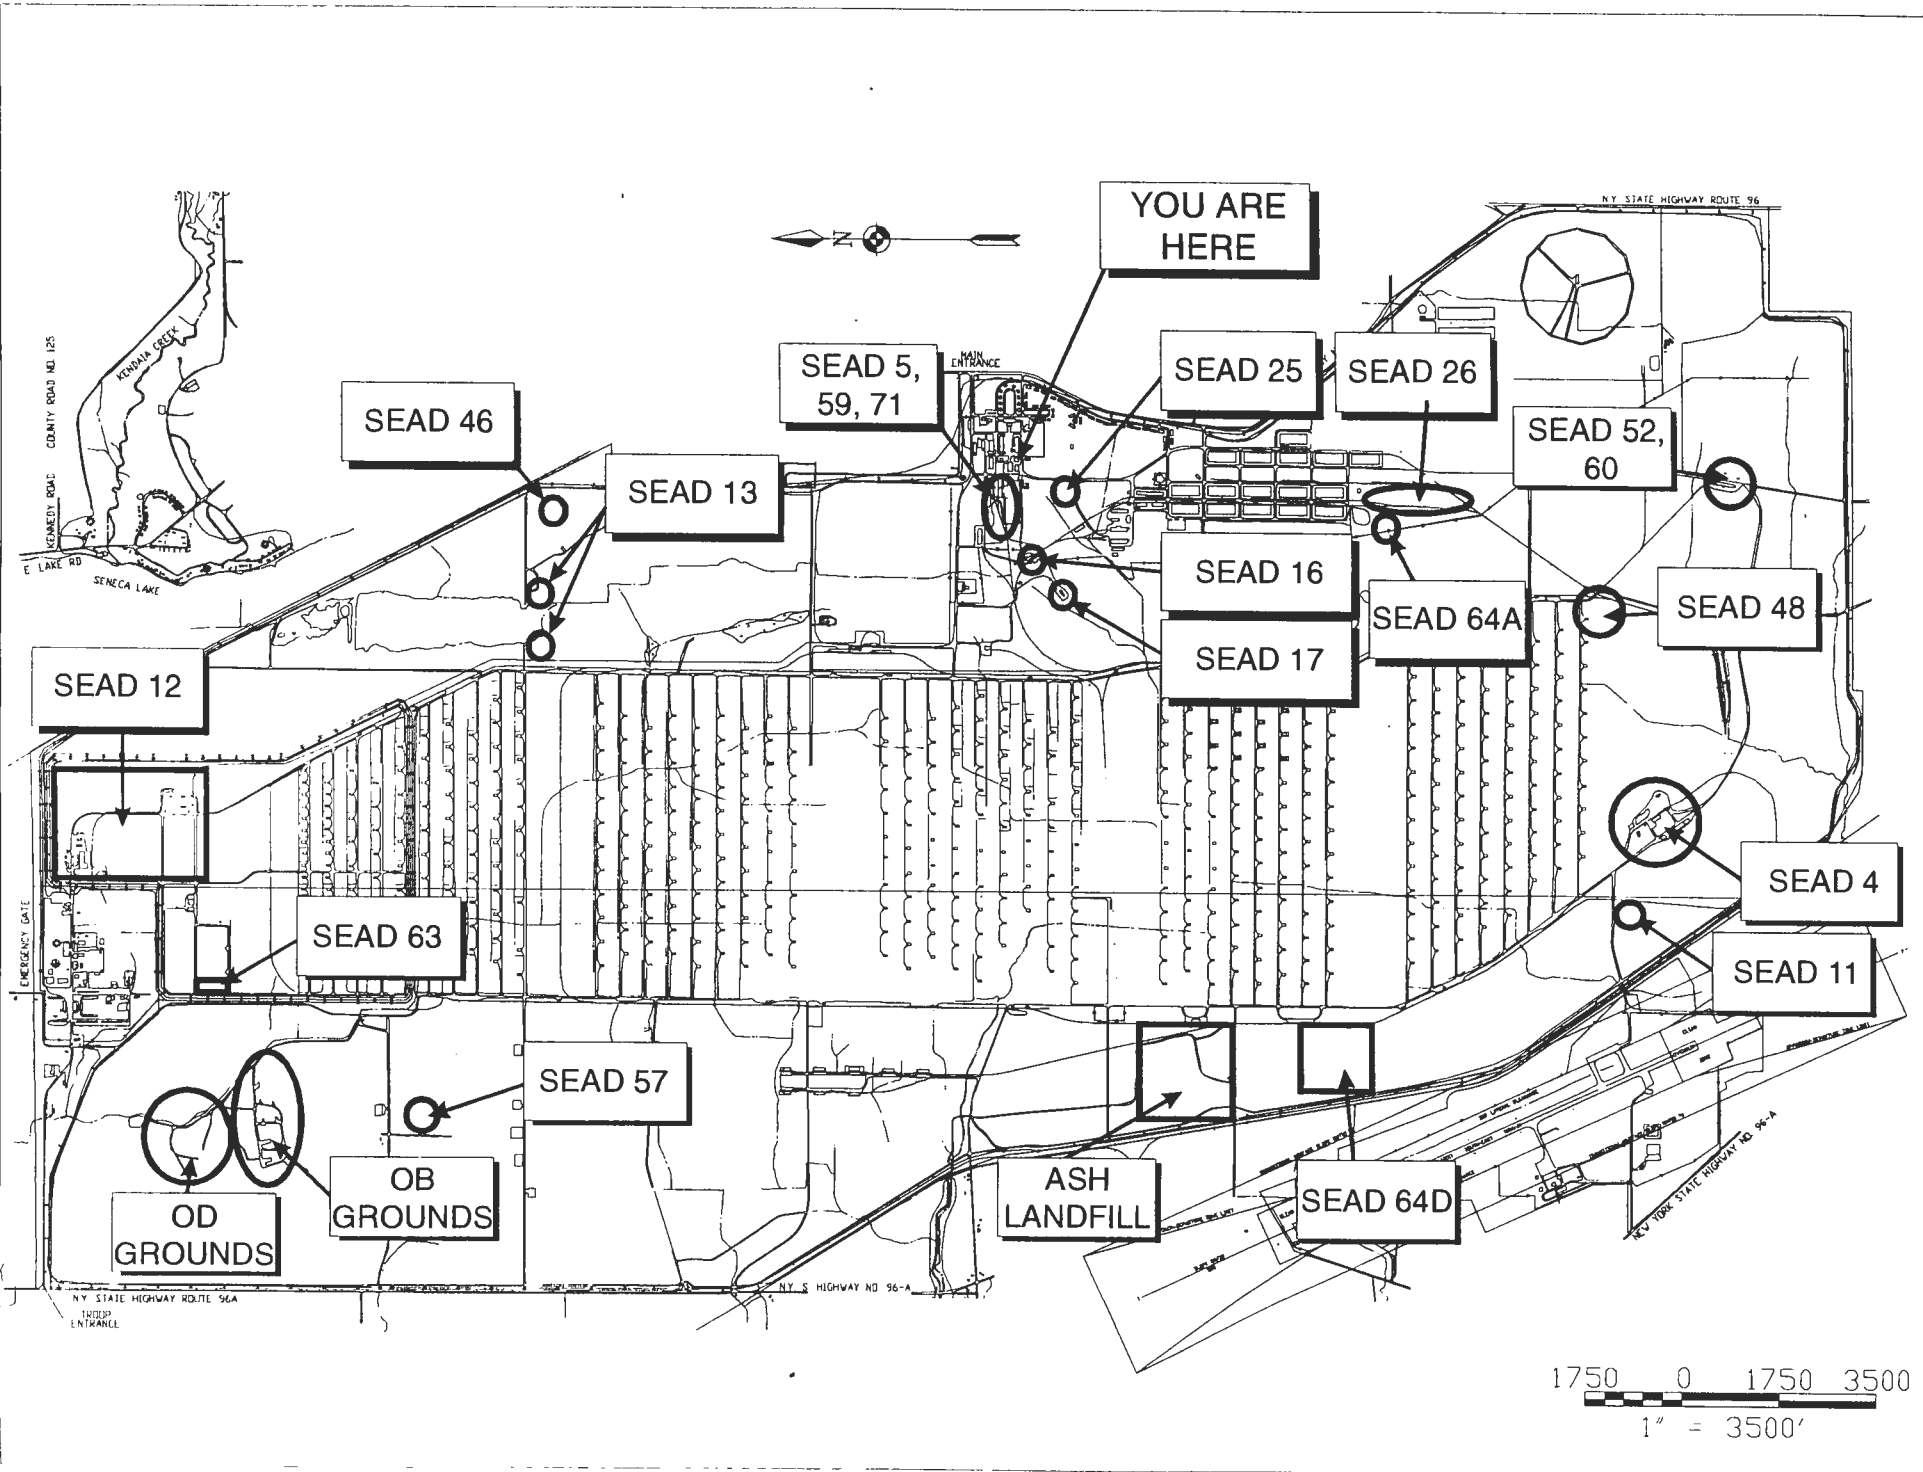 NY STATE HIGHWAY ROUTE 96
YOU ARE
HERE
N
COUNTY ROAD NO. 125
KENNEDY ROAD
KENDAIA CREEK
E LAKE RD
SENECA LAKE
MAIN
ENTRANCE
SEAD 5,
59, 71
SEAD 25
SEAD 26
SEAD 46
SEAD 52,
60
SEAD 13
SEAD 16
SEAD 64A
SEAD 48
SEAD 17
SEAD 12
SEAD 4
EMERGENCY GATE
SEAD 63
SEAD 11
SEAD 57
OB
GROUNDS
OD
GROUNDS
ASH
LANDFILL
SEAD 64D
NEW YORK STATE HIGHWAY NO. 96-A
NY STATE HIGHWAY ROUTE 96A
N.Y. S HIGHWAY NO 96-A
TROOP
ENTRANCE
1750 0 1750 3500
1" = 3500'